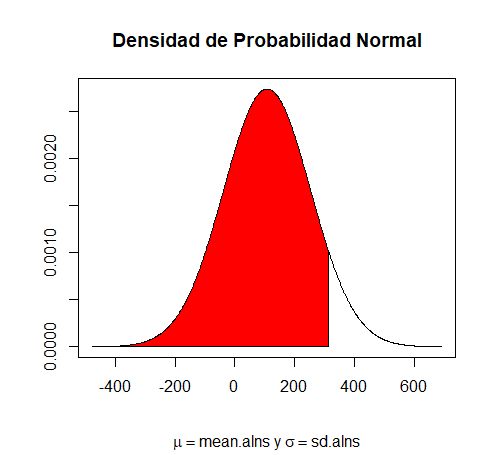 Densidad de Probabilidad Normal
0.0020
0.0010
0.0000
-400 -200 0 200 400 600
μ = mean.alns y σ = sd.alns